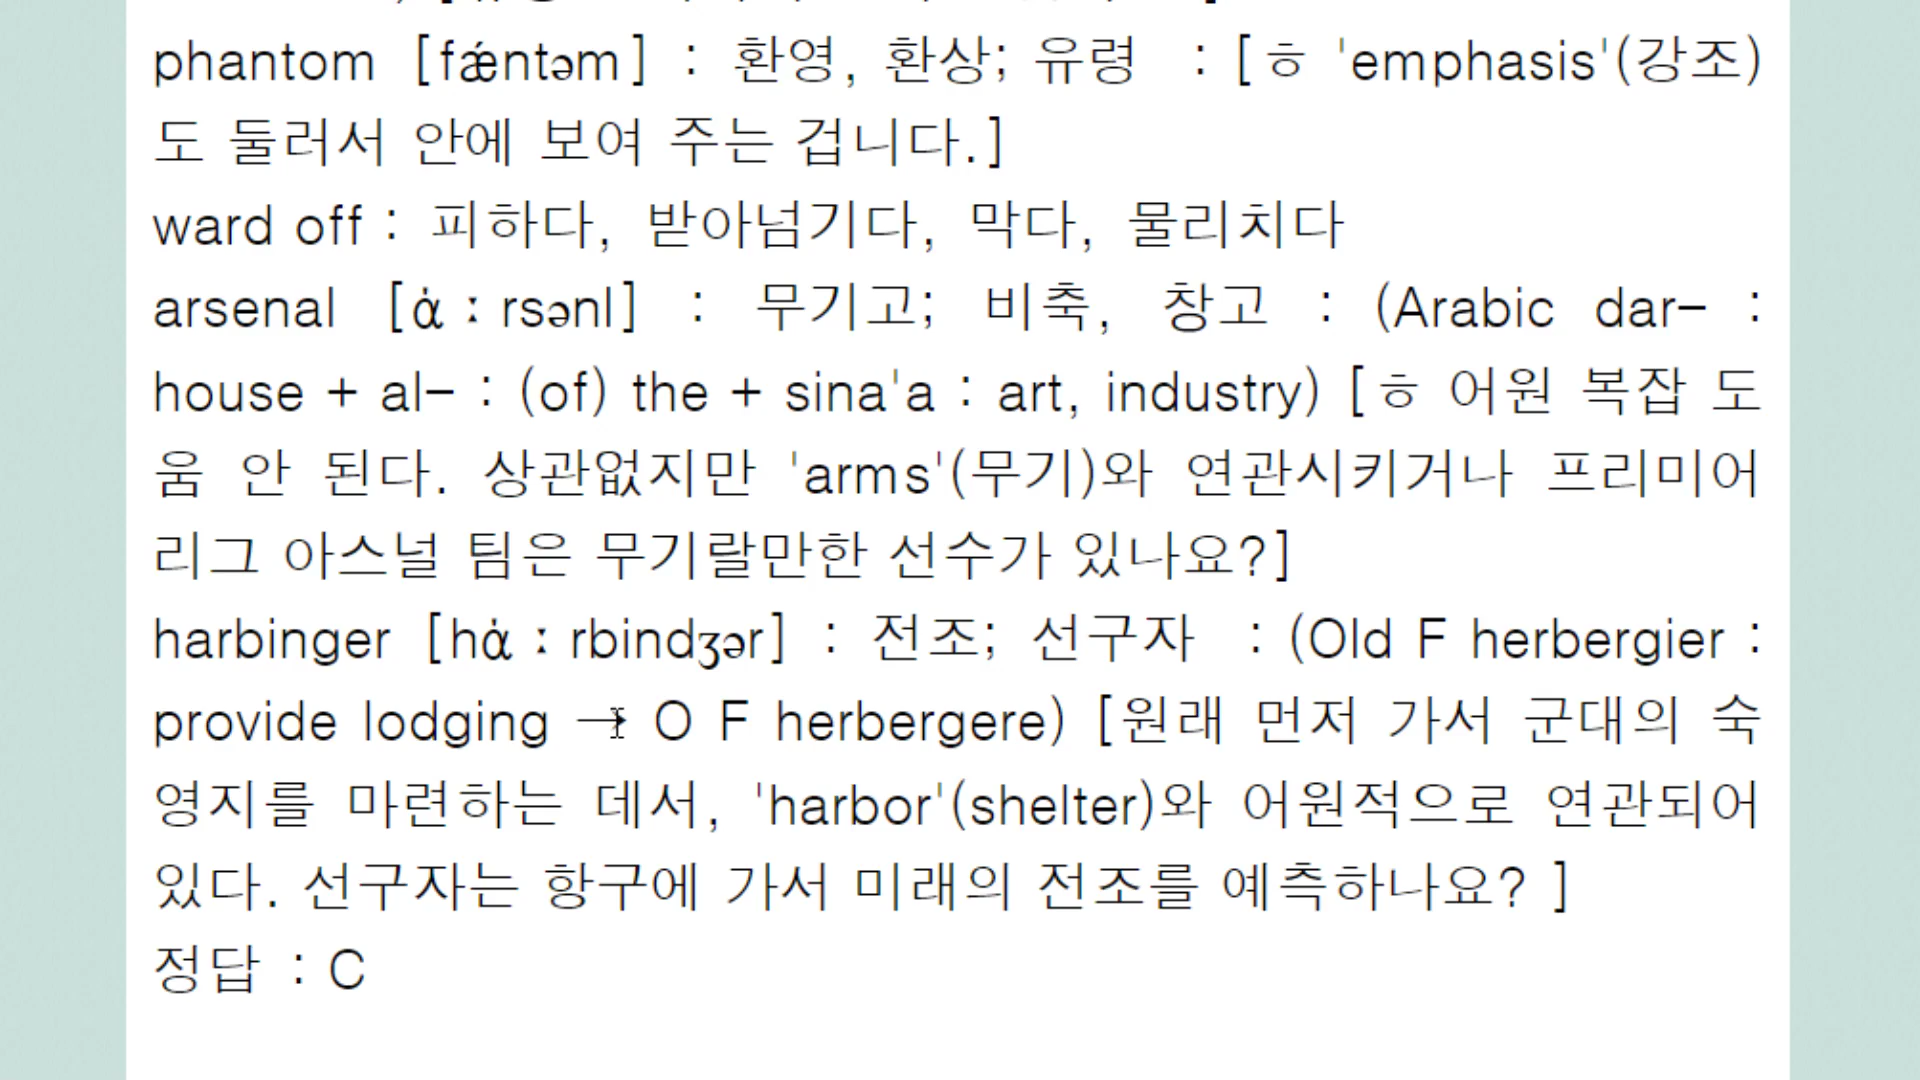 phantom [fǽntəm] : 환영, 환상; 유령 : [ㅎ 'emphasis'(강조)
도 둘러서 안에 보여 주는 겁니다.]
ward off : 피하다, 받아넘기다, 막다, 물리치다
arsenal [ɑ́ːrsənl] : 무기고; 비축, 창고 : (Arabic dar- :
house + al- : (of) the + sina'a : art, industry) [ㅎ 어원 복잡 도
움 안 된다. 상관없지만 'arms'(무기)와 연관시키거나 프리미어
리그 아스널 팀은 무기랄만한 선수가 있나요?]
harbinger [hɑ́ːrbindʒər] : 전조; 선구자 : (Old F herbergier :
provide lodging → O F herbergere) [원래 먼저 가서 군대의 숙
영지를 마련하는 데서, 'harbor'(shelter)와 어원적으로 연관되어
있다. 선구자는 항구에 가서 미래의 전조를 예측하나요? ]
정답 : C